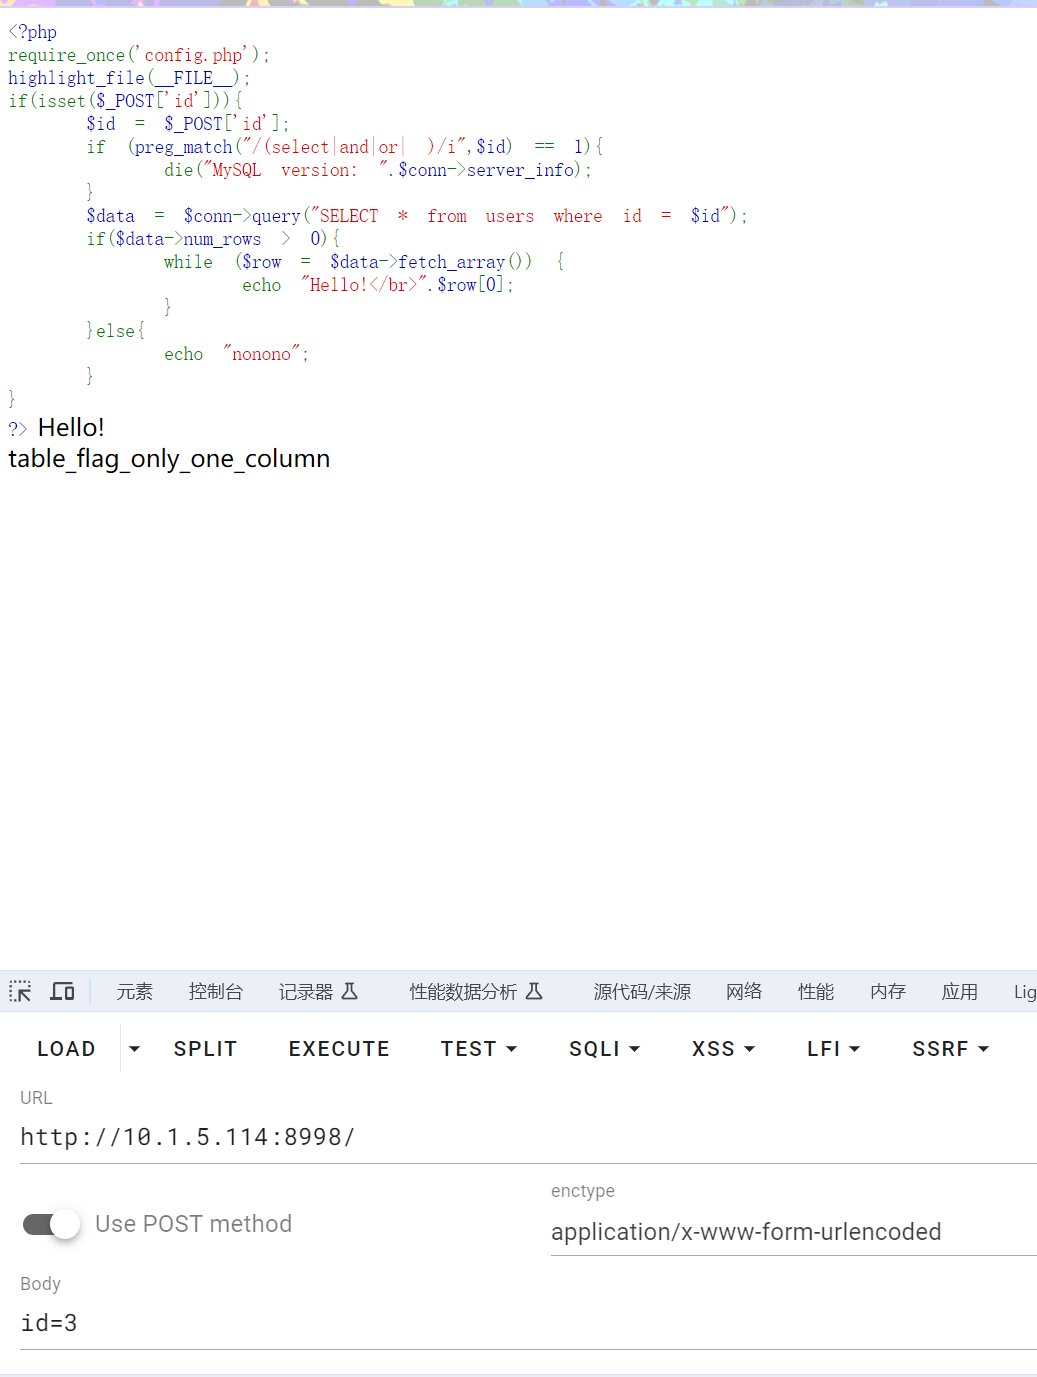 <?php
require_once('config.php');
highlight_file(__FILE__);
if(isset($_POST['id'])){
        $id = $_POST['id'];
        if (preg_match("/(select|and|or| )/i",$id) == 1){
                die("MySQL version: ".$conn->server_info);
        }
        $data = $conn->query("SELECT * from users where id = $id");
        if($data->num_rows > 0){
                while ($row = $data->fetch_array()) {
                        echo "Hello!</br>".$row[0];
                }
        }else{
                echo "nonono";
        }
}
?> Hello!
table_flag_only_one_column
元素 控制台 记录器 性能数据分析 源代码/来源 网络 性能 内存 应用 Lig
LOAD SPLIT EXECUTE TEST SQLI XSS LFI SSRF
URL
http://10.1.5.114:8998/
enctype
Use POST method
application/x-www-form-urlencoded
Body
id=3